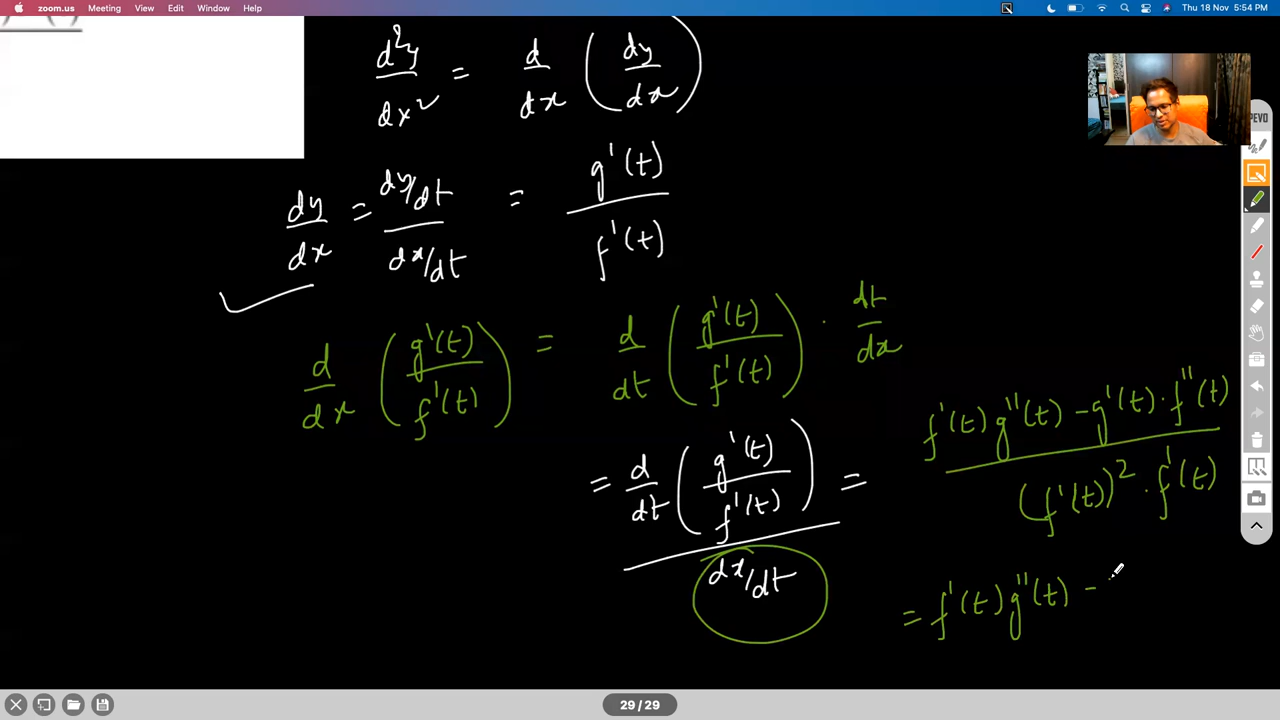 zoom.us Meeting View Edit Window Help Thu 18 Nov 5:54 PM
d²y/dx² = d/dx (dy/dx)
dy/dx = (dy/dt)/(dx/dt) = g'(t)/f'(t)
d/dx (g'(t)/f'(t)) = d/dt (g'(t)/f'(t)) · dt/dx
= d/dt (g'(t)/f'(t)) / (dx/dt) = (f'(t) g''(t) - g'(t) · f''(t)) / ((f'(t))² · f'(t))
= f'(t) g''(t) -
29/29